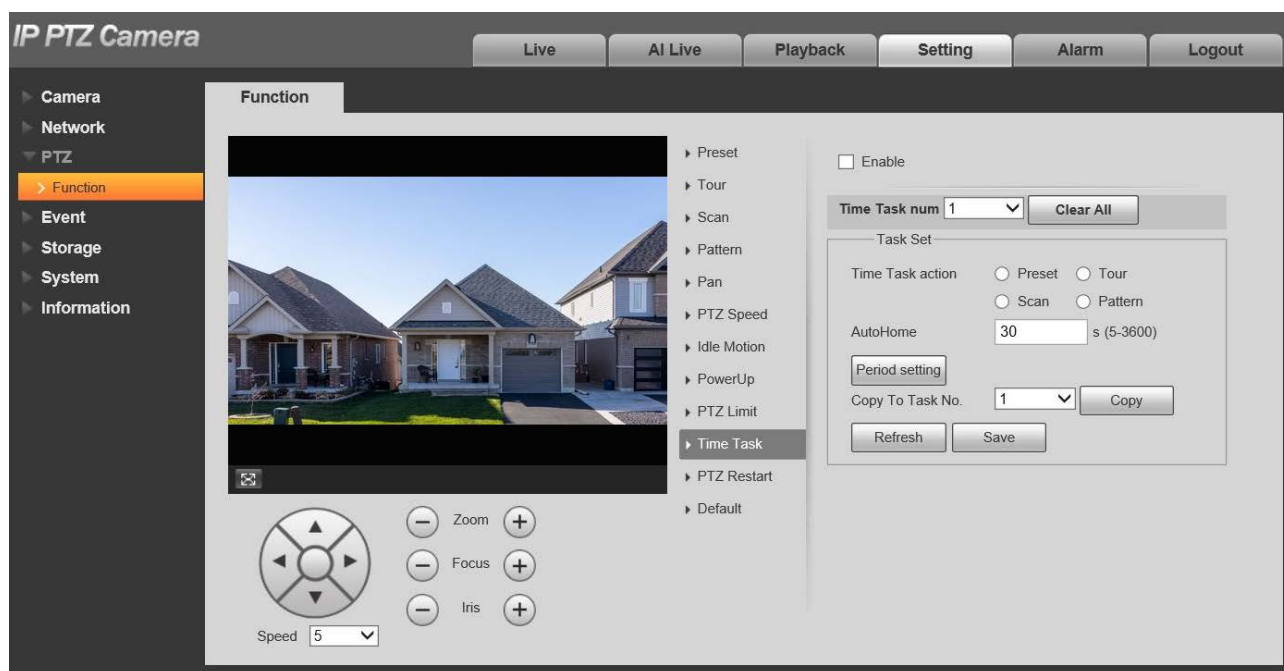 IP PTZ Camera
Live
AI Live
Playback
Setting
Alarm
Logout
Camera
Network
PTZ
Function
Event
Storage
System
Information
Function
Preset
Tour
Scan
Pattern
Pan
PTZ Speed
Idle Motion
PowerUp
PTZ Limit
Time Task
PTZ Restart
Default
Enable
Time Task num 1 Clear All
Task Set
Time Task action Preset Tour
Scan Pattern
AutoHome 30 s (5-3600)
Period setting
Copy To Task No. 1 Copy
Refresh Save
Zoom
Focus
Iris
Speed 5